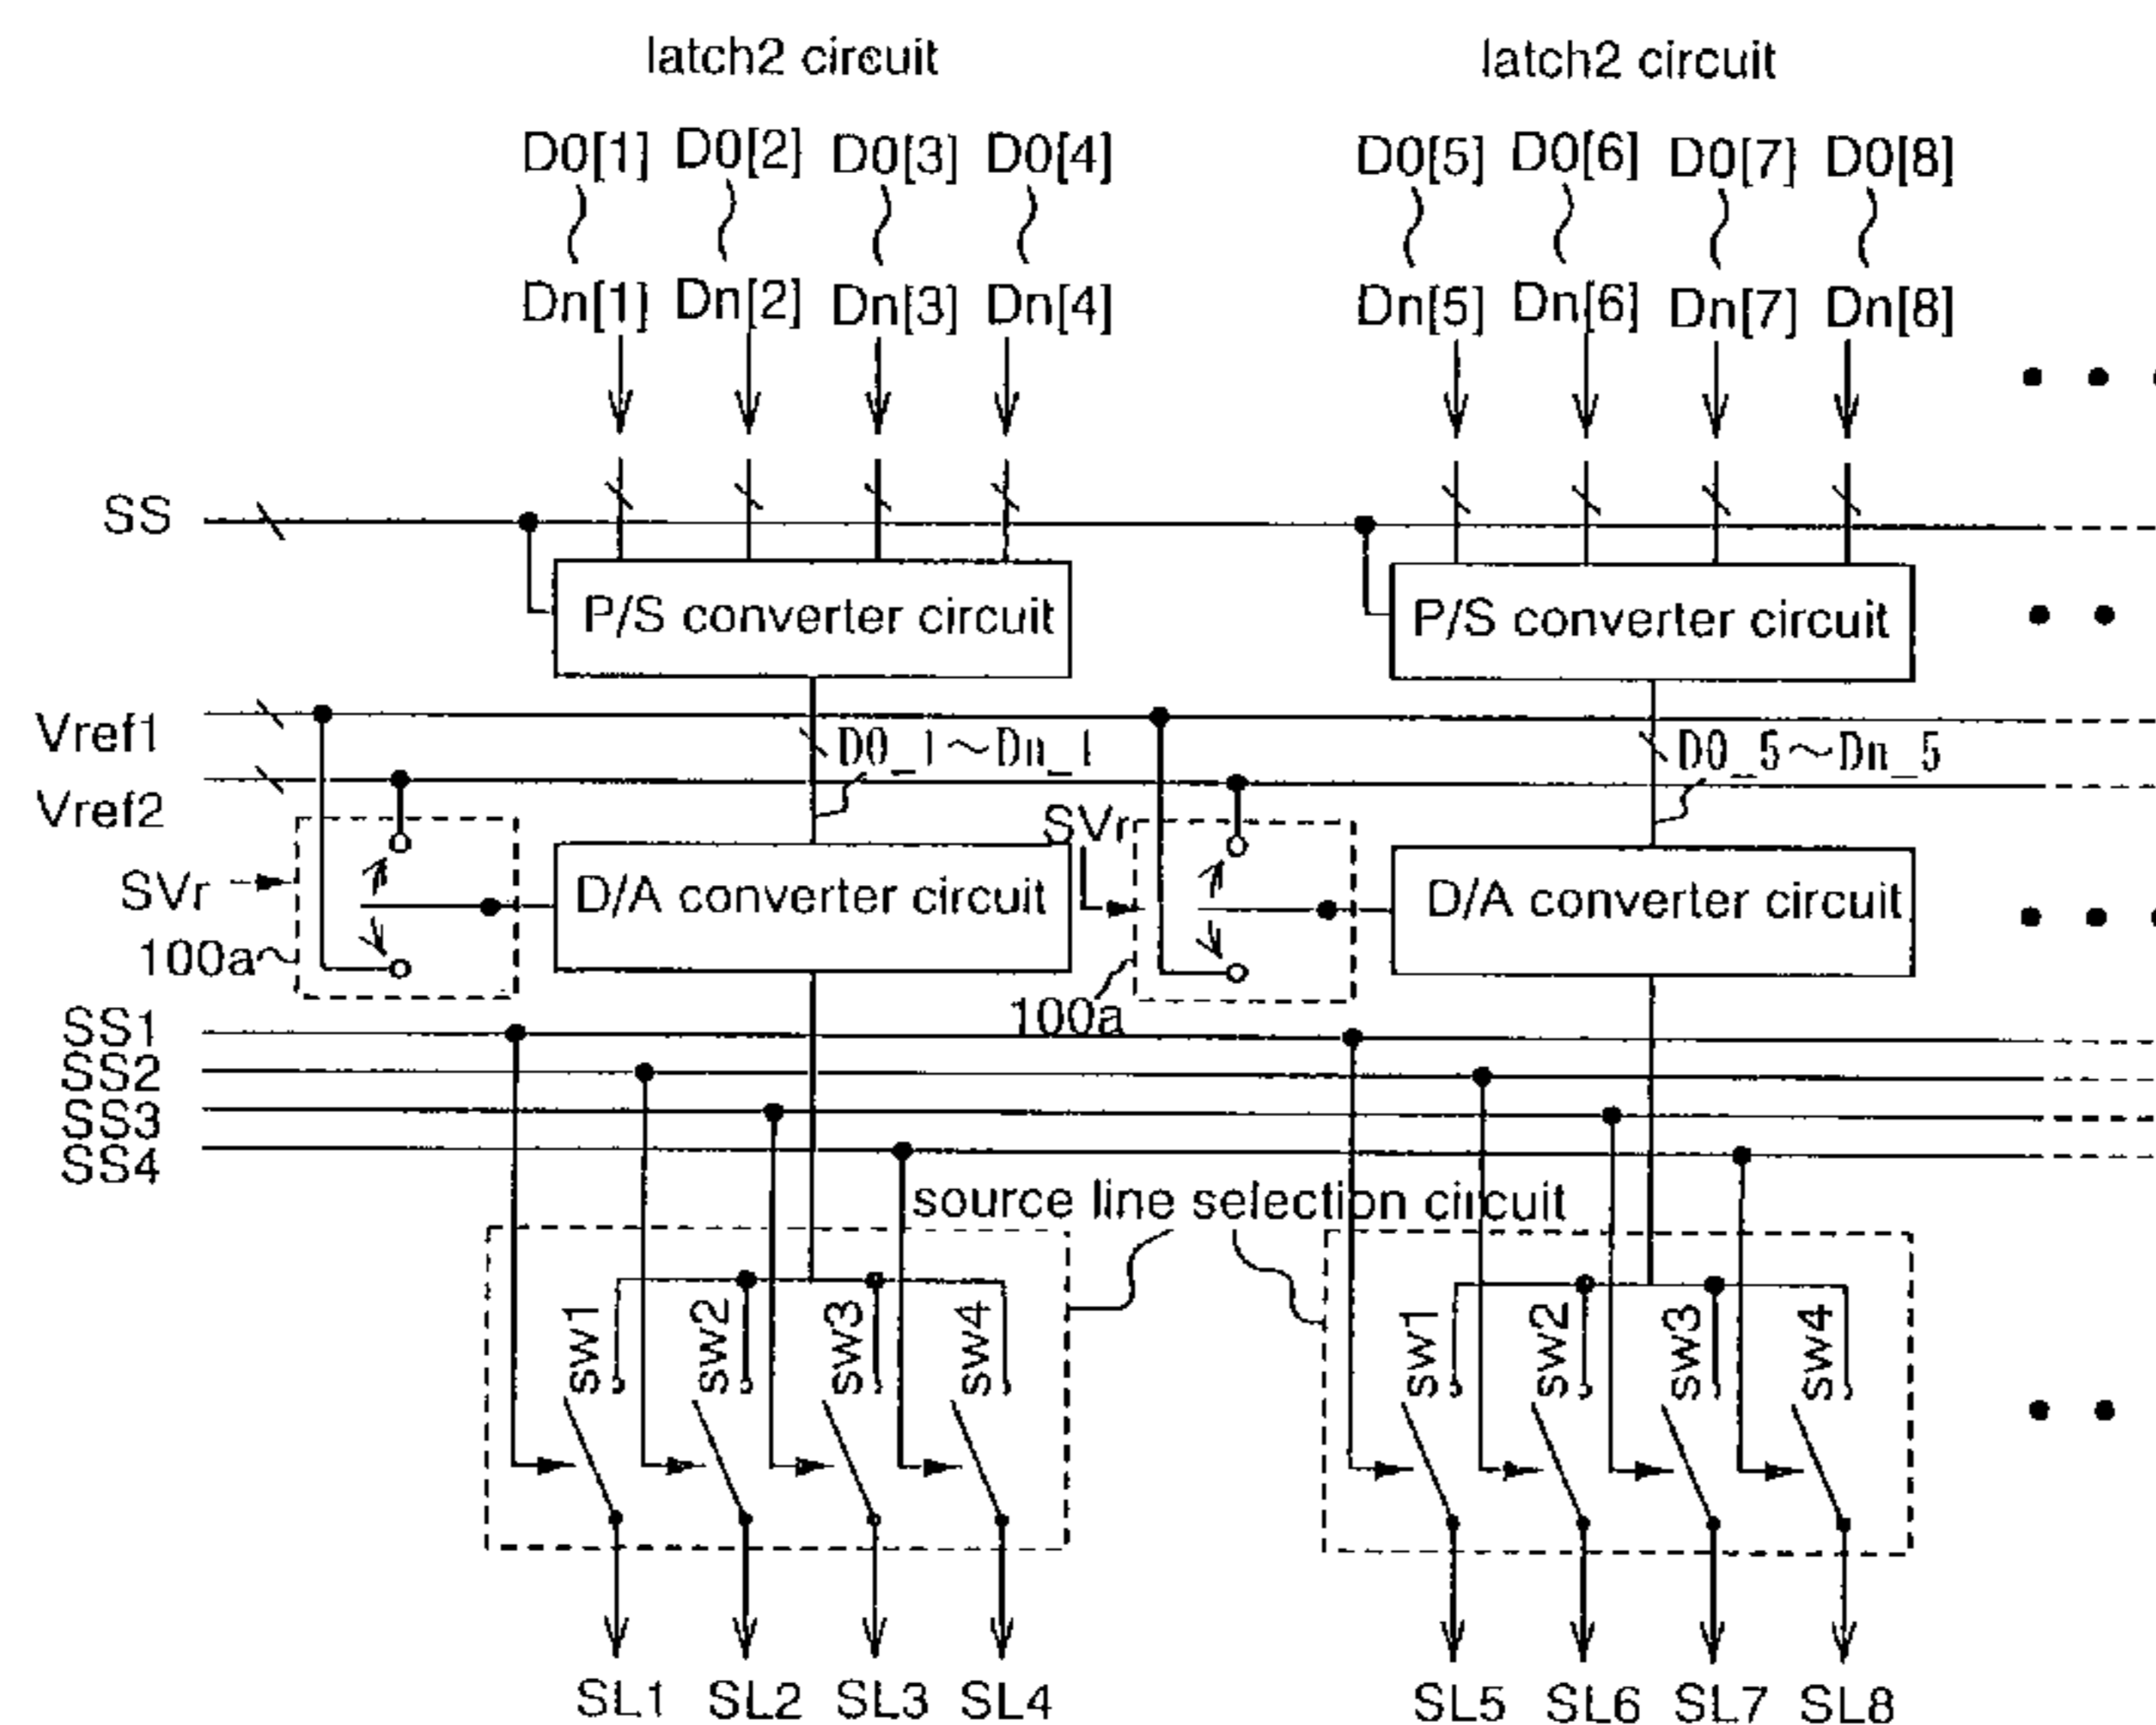 latch2 circuit latch2 circuit
D0[1] D0[2] D0[3] D0[4] D0[5] D0[6] D0[7] D0[8]
Dn[1] Dn[2] Dn[3] Dn[4] Dn[5] Dn[6] Dn[7] Dn[8]
SS
P/S converter circuit P/S converter circuit
Vref1
D0_1～Dn_1 D0_5～Dn_5
Vref2
SVr
SVr
D/A converter circuit D/A converter circuit
100a
100a
SS1
SS2
SS3
SS4
source line selection circuit
sw1 sw2 sw3 sw4 sw1 sw2 sw3 sw4
SL1 SL2 SL3 SL4 SL5 SL6 SL7 SL8